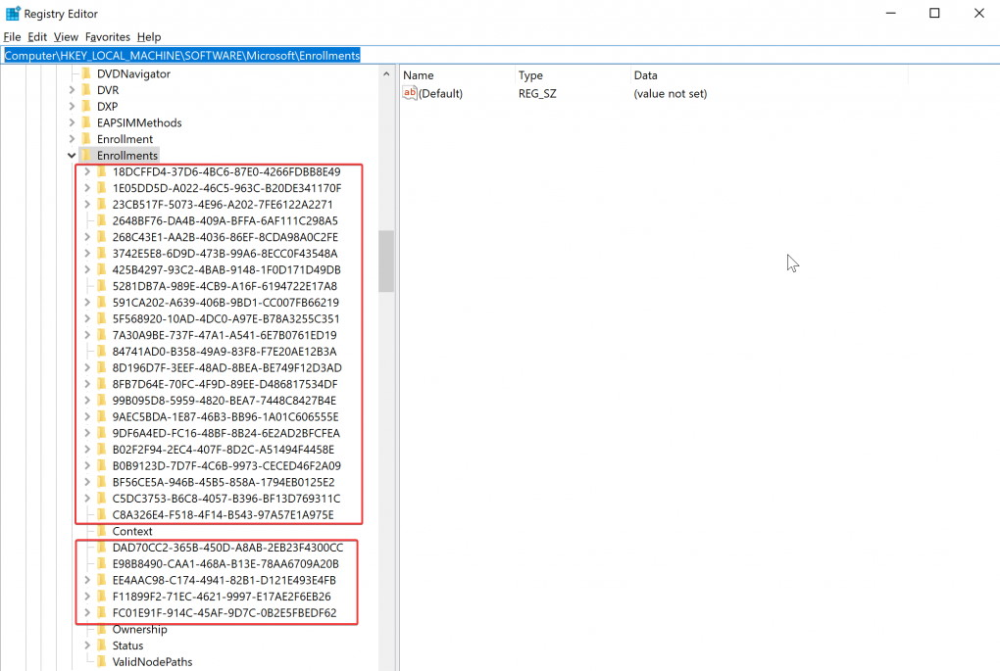 Registry Editor
File Edit View Favorites Help
Computer\HKEY_LOCAL_MACHINE\SOFTWARE\Microsoft\Enrollments
DVDNavigator
DVR
DXP
EAPSIMMethods
Enrollment
Enrollments
18DCFFD4-37D6-4BC6-87E0-4266FDBB8E49
1E05DD5D-A022-46C5-963C-B20DE341170F
23CB517F-5073-4E96-A202-7FE6122A2271
2648BF76-DA4B-409A-BFFA-6AF111C298A5
268C43E1-AA2B-4036-86EF-8CDA98A0C2FE
3742E5E8-6D9D-473B-99A6-8ECC0F43548A
425B4297-93C2-4BAB-9148-1F0D171D49DB
5281DB7A-989E-4CB9-A16F-6194722E17A8
591CA202-A639-406B-9BD1-CC007FB66219
5F568920-10AD-4DC0-A97E-B78A3255C351
7A30A9BE-737F-47A1-A541-6E7B0761ED19
84741AD0-B358-49A9-83F8-F7E20AE12B3A
8D196D7F-3EEF-48AD-8BEA-BE749F12D3AD
8FB7D64E-70FC-4F9D-89EE-D486817534DF
99B095D8-5959-4820-BEA7-7448C8427B4E
9AEC5BDA-1E87-46B3-BB96-1A01C606555E
9DF6A4ED-FC16-48BF-8B24-6E2AD2BFCFEA
B02F2F94-2EC4-407F-8D2C-A51494F4458E
B0B9123D-7D7F-4C6B-9973-CECED46F2A09
BF56CE5A-946B-45B5-858A-1794EB0125E2
C5DC3753-B6C8-4057-B396-BF13D769311C
C8A326E4-F518-4F14-B543-97A57E1A975E
Context
DAD70CC2-365B-450D-A8AB-2EB23F4300CC
E98B8490-CAA1-468A-B13E-78AA6709A20B
EE4AAC98-C174-4941-82B1-D121E493E4FB
F11899F2-71EC-4621-9997-E17AE2F6EB26
FC01E91F-914C-45AF-9D7C-0B2E5FBEDF62
Ownership
Status
ValidNodePaths
Name Type Data
ab (Default) REG_SZ (value not set)